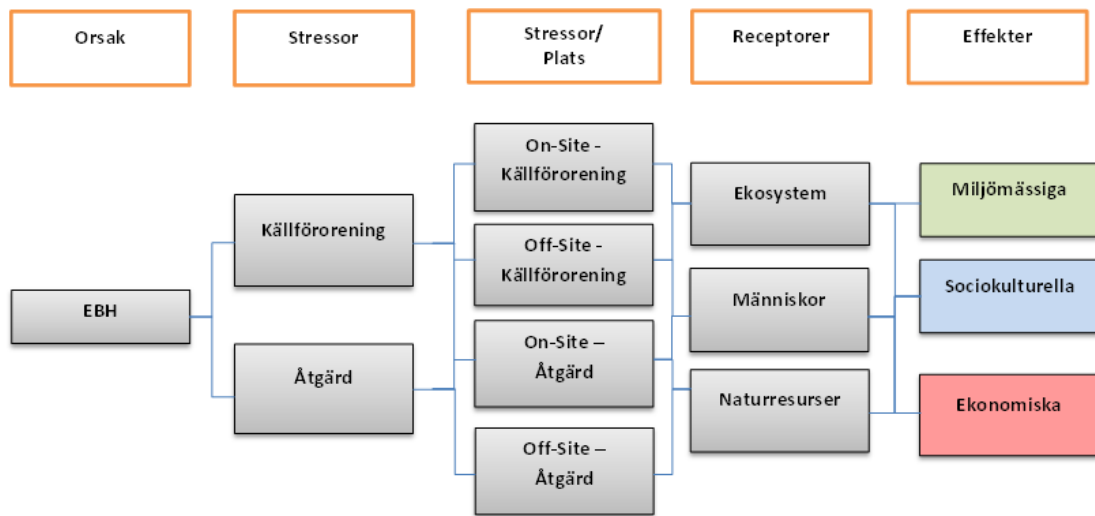 Orsak
Stressor
Stressor/
Plats
Receptorer
Effekter
EBH
Källförorening
Åtgärd
On-Site -
Källförorening
Off-Site -
Källförorening
On-Site –
Åtgärd
Off-Site –
Åtgärd
Ekosystem
Människor
Naturresurser
Miljömässiga
Sociokulturella
Ekonomiska